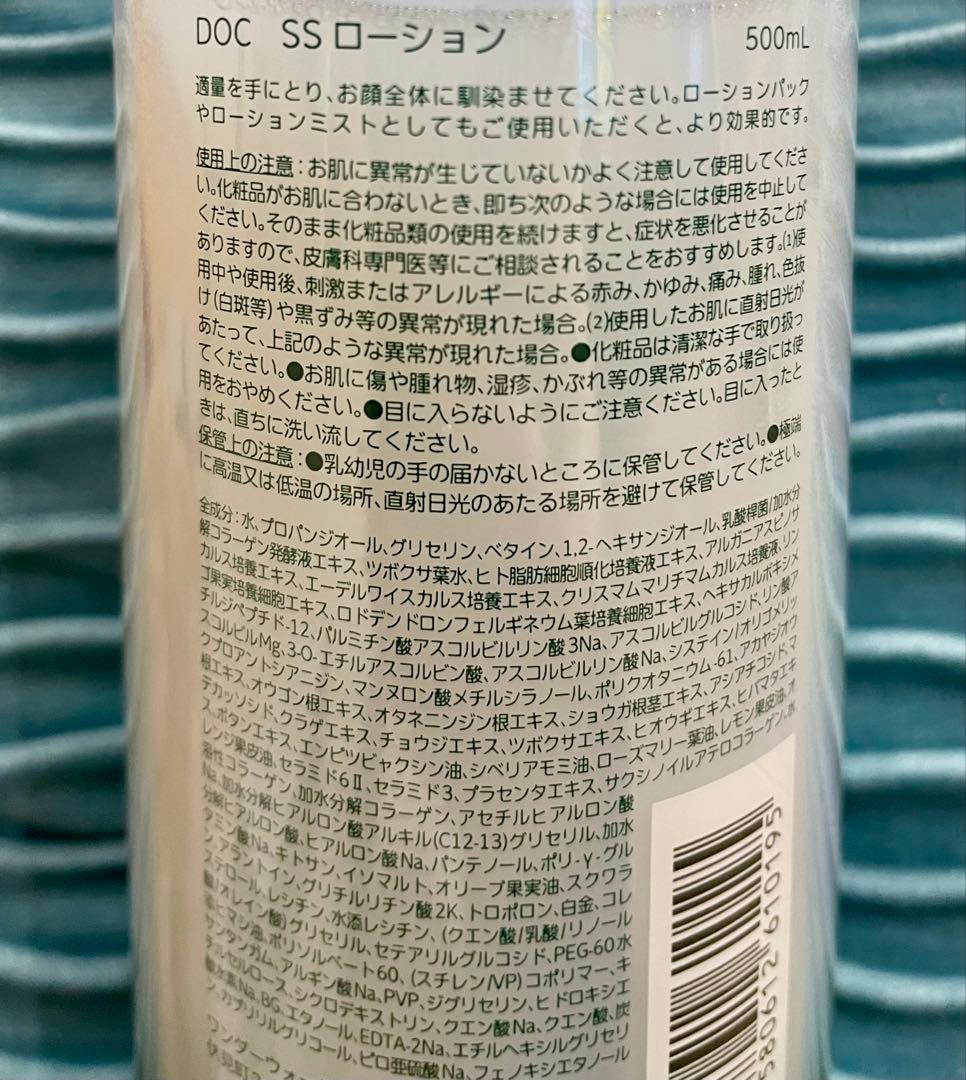 DOC SS ローション 500mL
適量を手にとり、お顔全体に馴染ませてください。ローションパック
やローションミストとしてもご使用いただくと、より効果的です。
使用上の注意：お肌に異常が生じていないかよく注意して使用してくださ
い。化粧品がお肌に合わないとき、即ち次のような場合には使用を中止して
ください。そのまま化粧品類の使用を続けますと、症状を悪化させることが
ありますので、皮膚科専門医等にご相談されることをおすすめします。(1)使
用中や使用後、刺激またはアレルギーによる赤み、かゆみ、痛み、腫れ、色抜
け(白斑等)や黒ずみ等の異常が現れた場合。(2)使用したお肌に直射日光が
あたって、上記のような異常が現れた場合。●化粧品は清潔な手で取り扱っ
てください。●お肌に傷や腫れ物、湿疹、かぶれ等の異常がある場合には使
用をおやめください。●目に入らないようにご注意ください。目に入ったと
きは、直ちに洗い流してください。
保管上の注意：●乳幼児の手の届かないところに保管してください。●極端
に高温又は低温の場所、直射日光のあたる場所を避けて保管してください。
全成分：水、プロパンジオール、グリセリン、ベタイン、1,2-ヘキサンジオール、乳酸桿菌/加水分
解コラーゲン発酵液エキス、ツボクサ葉水、ヒト脂肪細胞順化培養液エキス、アルガニアスピノサ
カルス培養エキス、エーデルワイスカルス培養エキス、クリスマムマリチマムカルス培養液、リン
ゴ果実培養細胞エキス、ロドデンドロンフェルギネウム葉培養細胞エキス、ヘキサカルボキシメ
チルジペプチド-12、パルミチン酸アスコルビルリン酸3Na、アスコルビルグルコシド、リン酸ア
スコルビルMg、3-O-エチルアスコルビン酸、アスコルビルリン酸Na、システイン/オリゴメリッ
クプロアントシアニジン、マンヌロン酸メチルシラノール、ポリクオタニウム-61、アカヤジオウ
根エキス、オウゴン根エキス、オタネニンジン根エキス、ショウガ根茎エキス、アシアチコシド、マ
デカッソシド、クラゲエキス、チョウジエキス、ツボクサエキス、ヒオウギエキス、ヒバマタエキ
ス、ボタンエキス、エンピツビャクシン油、シベリアモミ油、ローズマリー葉油、レモン果皮油、オ
レンジ果皮油、セラミド6Ⅱ、セラミド3、プラセンタエキス、サクシノイルアテロコラーゲン、水
溶性コラーゲン、加水分解コラーゲン、アセチルヒアルロン酸
Na、加水分解ヒアルロン酸アルキル(C12-13)グリセリル、加水
分解ヒアルロン酸、ヒアルロン酸Na、パンテノール、ポリ-γ-グル
タミン酸Na、キトサン、イソマルト、オリーブ果実油、スクワラ
ン、アラントイン、グリチルリチン酸2K、トロポロン、白金、コレ
ステロール、レシチン、水添レシチン、(クエン酸/乳酸/リノール
酸/オレイン酸)グリセリル、セテアリルグルコシド、PEG-60水
添ヒマシ油、ポリソルベート60、(スチレン/VP)コポリマー、キ
サンタンガム、アルギン酸Na、PVP、ジグリセリン、ヒドロキシエ
チルセルロース、シクロデキストリン、クエン酸Na、クエン酸、炭
酸水素Na、BG、エタノール、EDTA-2Na、エチルヘキシルグリセリ
ン、カプリリルグリコール、ピロ亜硫酸Na、フェノキシエタノール
ワンダーウォ
伏見町
580612 610195